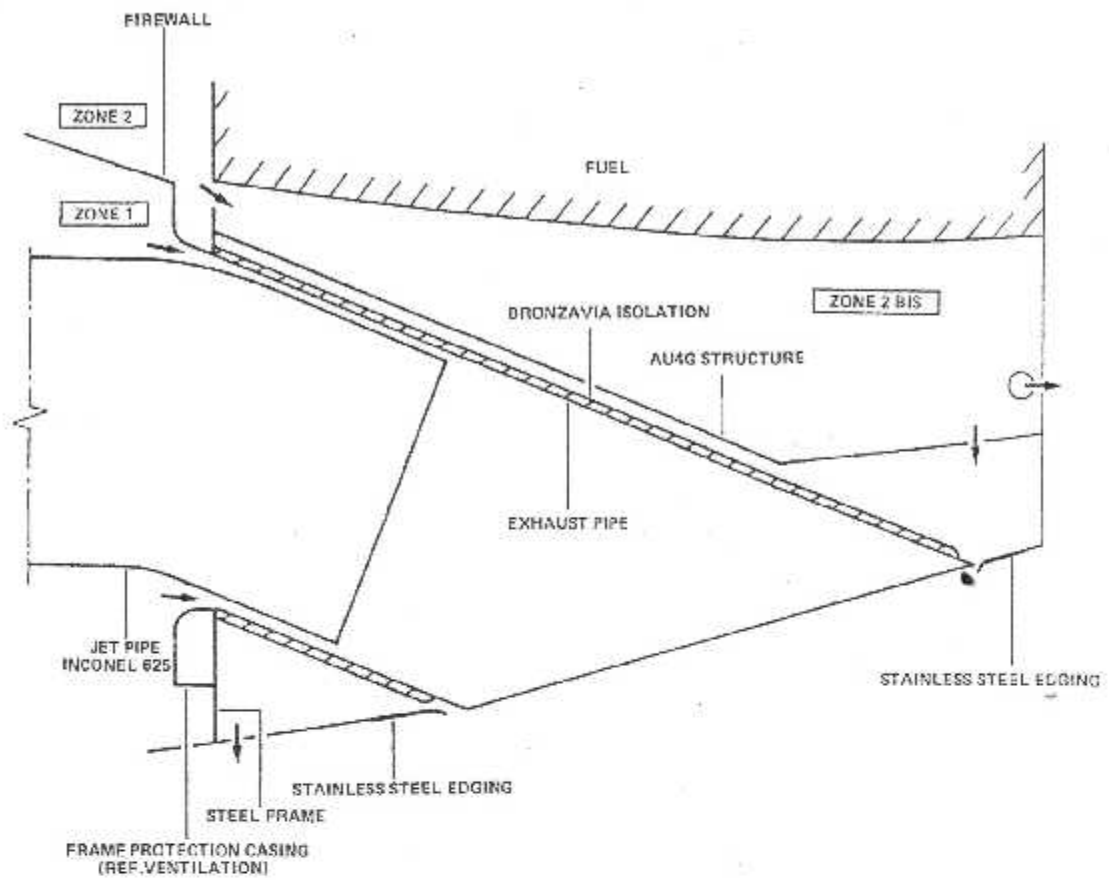 FIREWALL
ZONE 2
FUEL
ZONE 1
ZONE 2 BIS
BRONZAVIA ISOLATION
AU4G STRUCTURE
EXHAUST PIPE
JET PIPE
INCONEL 625
STAINLESS STEEL EDGING
STAINLESS STEEL EDGING
STEEL FRAME
FRAME PROTECTION CASING
(REF.VENTILATION)